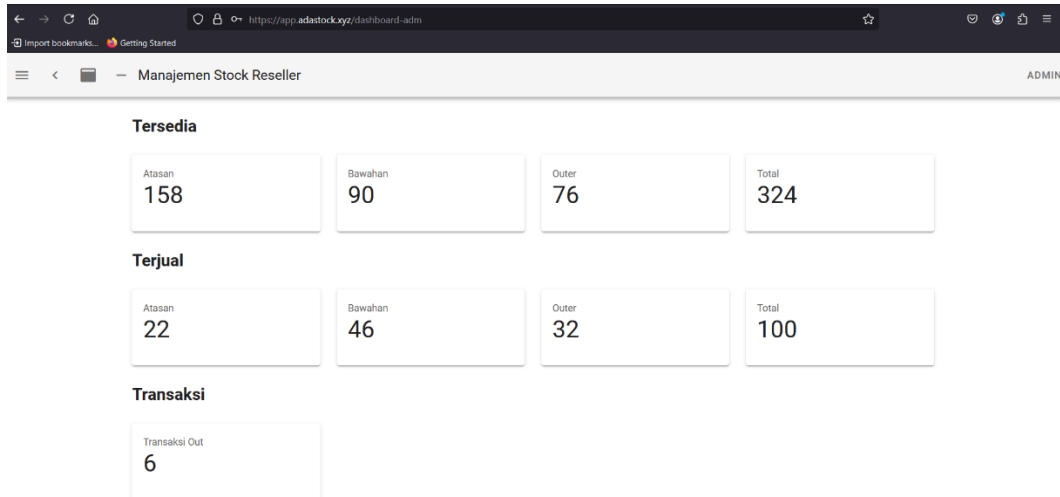 https://app.adastock.xyz/dashboard-adm
Import bookmarks... Getting Started
Manajemen Stock Reseller ADMIN
Tersedia
Atasan Bawahan Outer Total
158 90 76 324
Terjual
Atasan Bawahan Outer Total
22 46 32 100
Transaksi
Transaksi Out
6